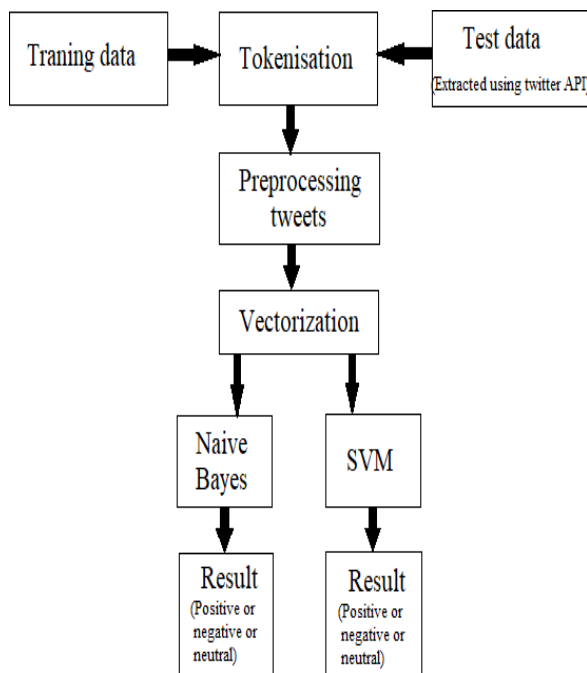 Traning data
Tokenisation
Test data
(Extracted using twitter API)
Preprocessing
tweets
Vectorization
Naive
Bayes
SVM
Result
(Positive or
negative or
neutral)
Result
(Positive or
negative or
neutral)